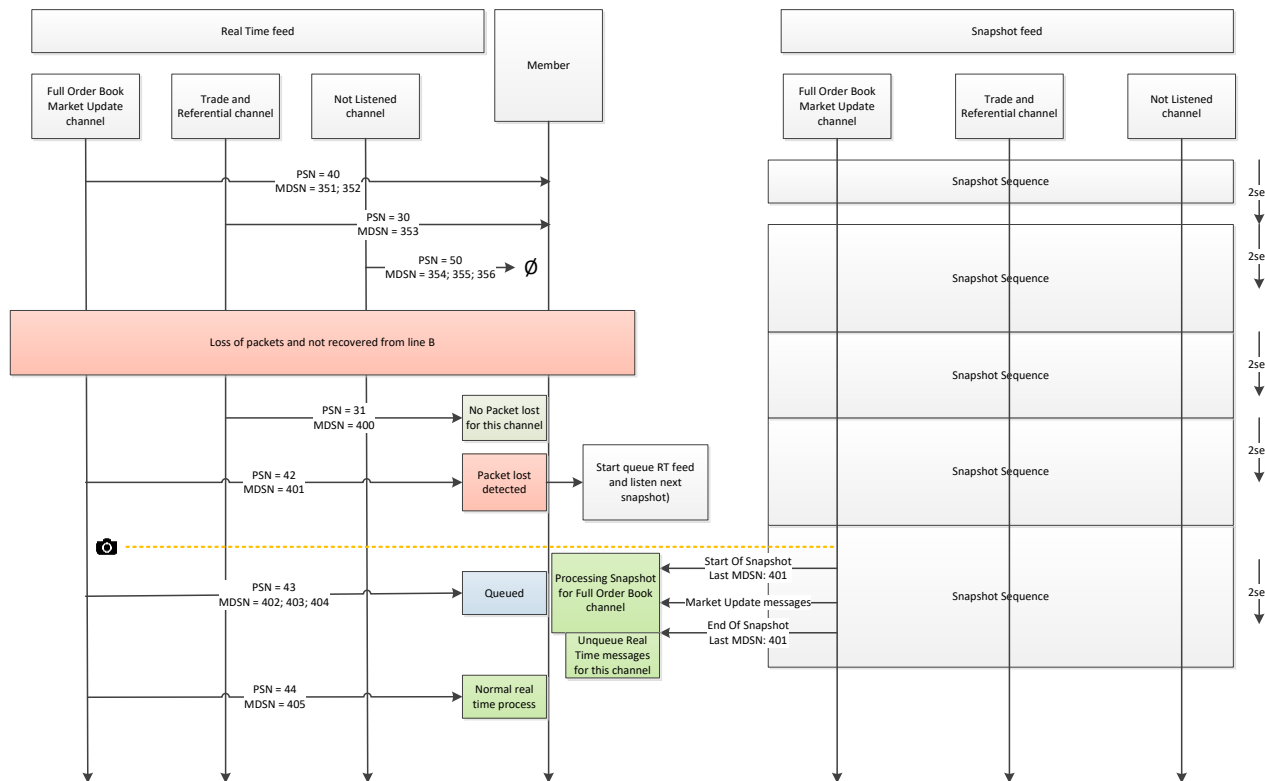 Real Time feed
Member
Snapshot feed
Full Order Book
Market Update
channel
Trade and
Referential channel
Not Listened
channel
Full Order Book
Market Update
channel
Trade and
Referential channel
Not Listened
channel
PSN = 40
MDSN = 351; 352
Snapshot Sequence
2se
PSN = 30
MDSN = 353
PSN = 50
MDSN = 354; 355; 356
Ø
Snapshot Sequence
2se
Loss of packets and not recovered from line B
Snapshot Sequence
2se
PSN = 31
MDSN = 400
No Packet lost
for this channel
PSN = 42
MDSN = 401
Packet lost
detected
Start queue RT feed
and listen next
snapshot)
Snapshot Sequence
2se
Start Of Snapshot
Last MDSN: 401
PSN = 43
MDSN = 402; 403; 404
Queued
Processing Snapshot
for Full Order Book
channel
Market Update messages
Snapshot Sequence
2se
End Of Snapshot
Last MDSN: 401
Unqueue Real
Time messages
for this channel
PSN = 44
MDSN = 405
Normal real
time process